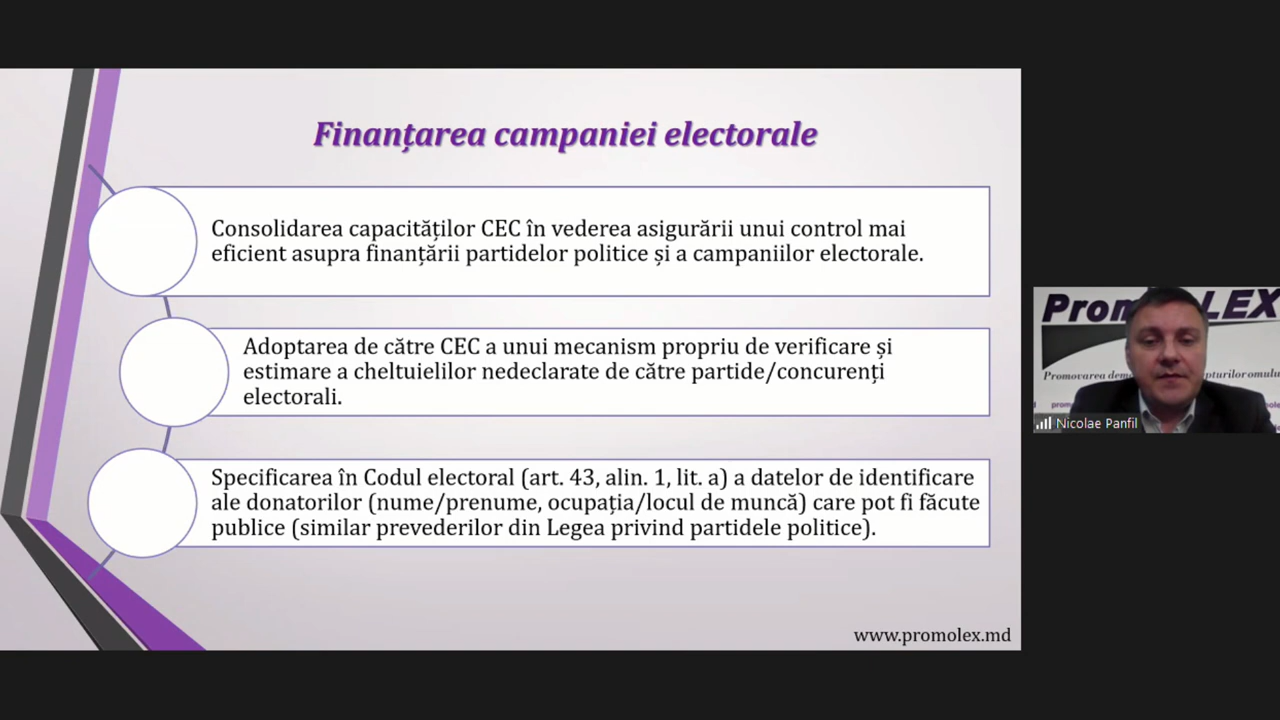 Finanțarea campaniei electorale
Consolidarea capacităților CEC în vederea asigurării unui control mai
eficient asupra finanțării partidelor politice și a campaniilor electorale.
Adoptarea de către CEC a unui mecanism propriu de verificare și
estimare a cheltuielilor nedeclarate de către partide/concurenți
electorali.
Specificarea în Codul electoral (art. 43, alin. 1, lit. a) a datelor de identificare
ale donatorilor (nume/prenume, ocupația/locul de muncă) care pot fi făcute
publice (similar prevederilor din Legea privind partidele politice).
www.promolex.md
Promovarea
Nicolae Panfil